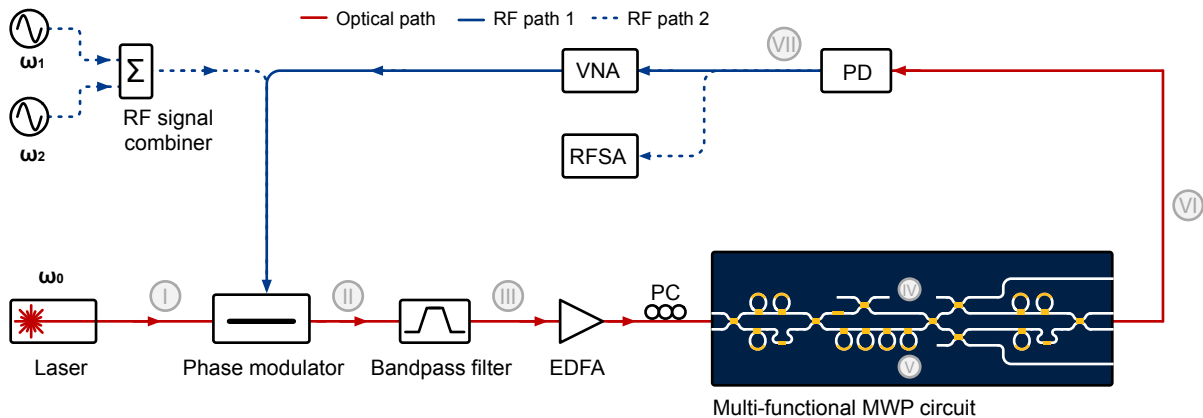 Optical path
RF path 1
RF path 2
ω1
ω2
Σ
RF signal
combiner
VNA
VII
PD
RFSA
VI
ω0
I
II
III
IV
V
PC
Laser
Phase modulator
Bandpass filter
EDFA
Multi-functional MWP circuit